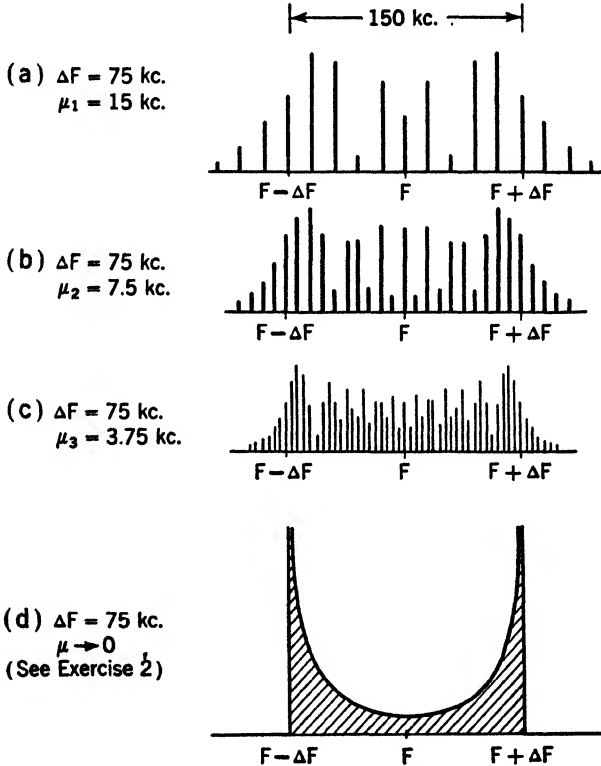 150 kc.
(a) ΔF = 75 kc.
μ₁ = 15 kc.
F−ΔF F F+ΔF
(b) ΔF = 75 kc.
μ₂ = 7.5 kc.
F−ΔF F F+ΔF
(c) ΔF = 75 kc.
μ₃ = 3.75 kc.
F−ΔF F F+ΔF
(d) ΔF = 75 kc.
μ → 0
(See Exercise 2)
F−ΔF F F+ΔF